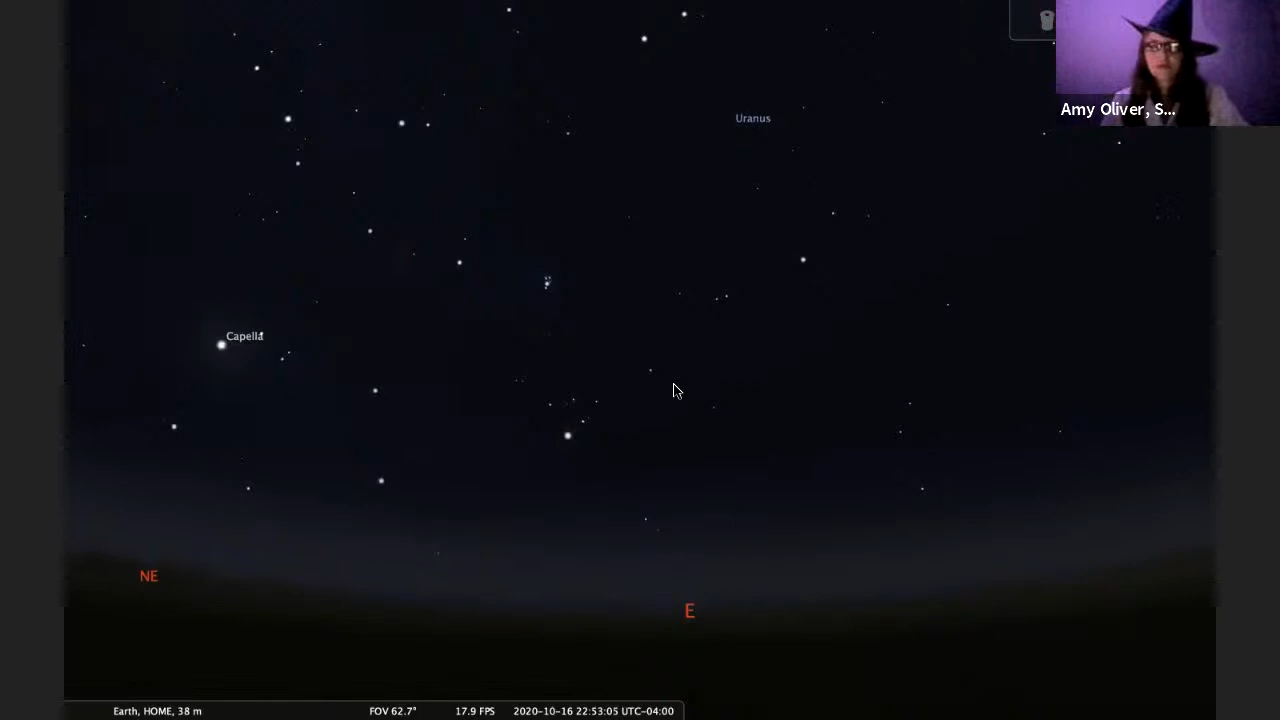 Uranus
Amy Oliver, S...
Capella
NE
E
Earth, HOME, 38 m FOV 62.7° 17.9 FPS 2020-10-16 22:53:05 UTC-04:00